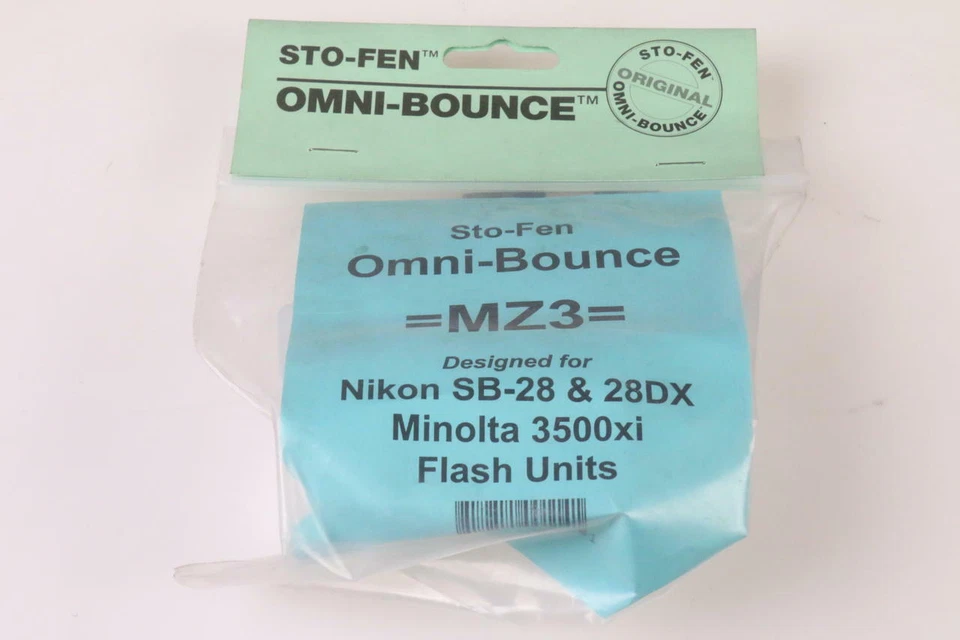 STO-FEN™
OMNI-BOUNCE™
STO-FEN
ORIGINAL
OMNI-BOUNCE
Sto-Fen
Omni-Bounce
=MZ3=
Designed for
Nikon SB-28 & 28DX
Minolta 3500xi
Flash Units